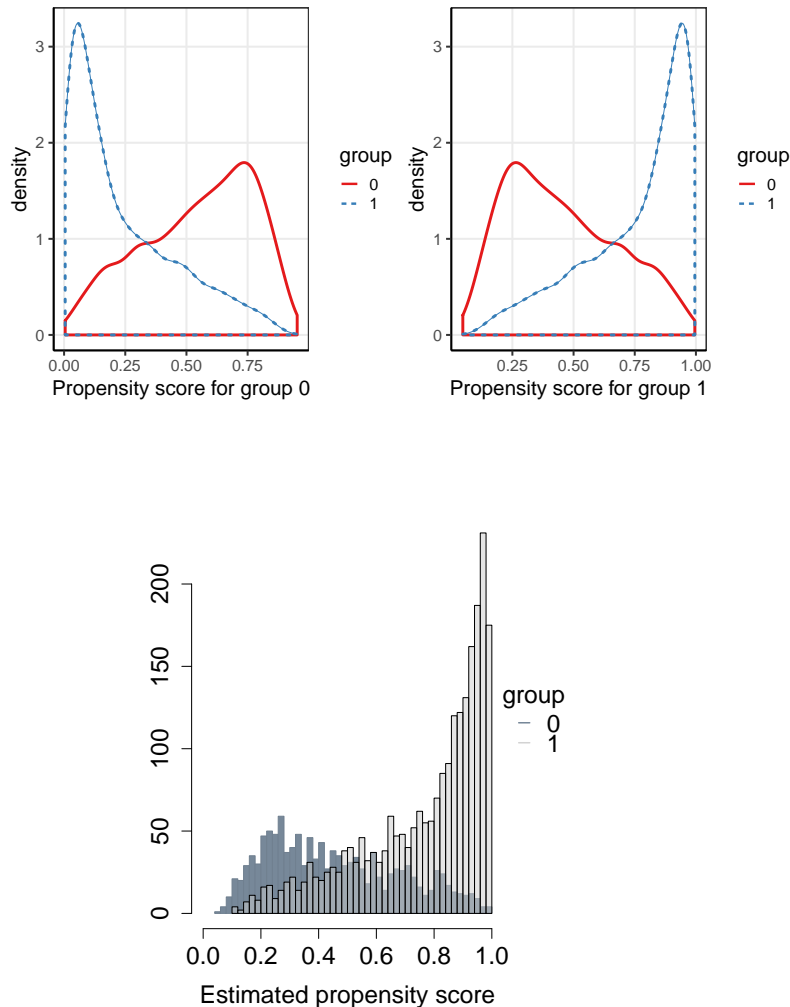 3
2
1
0
density
0.00 0.25 0.50 0.75
Propensity score for group 0
group
0
1
3
2
1
0
density
0.25 0.50 0.75 1.00
Propensity score for group 1
group
0
1
200
150
100
50
0
0.0 0.2 0.4 0.6 0.8 1.0
Estimated propensity score
group
0
1